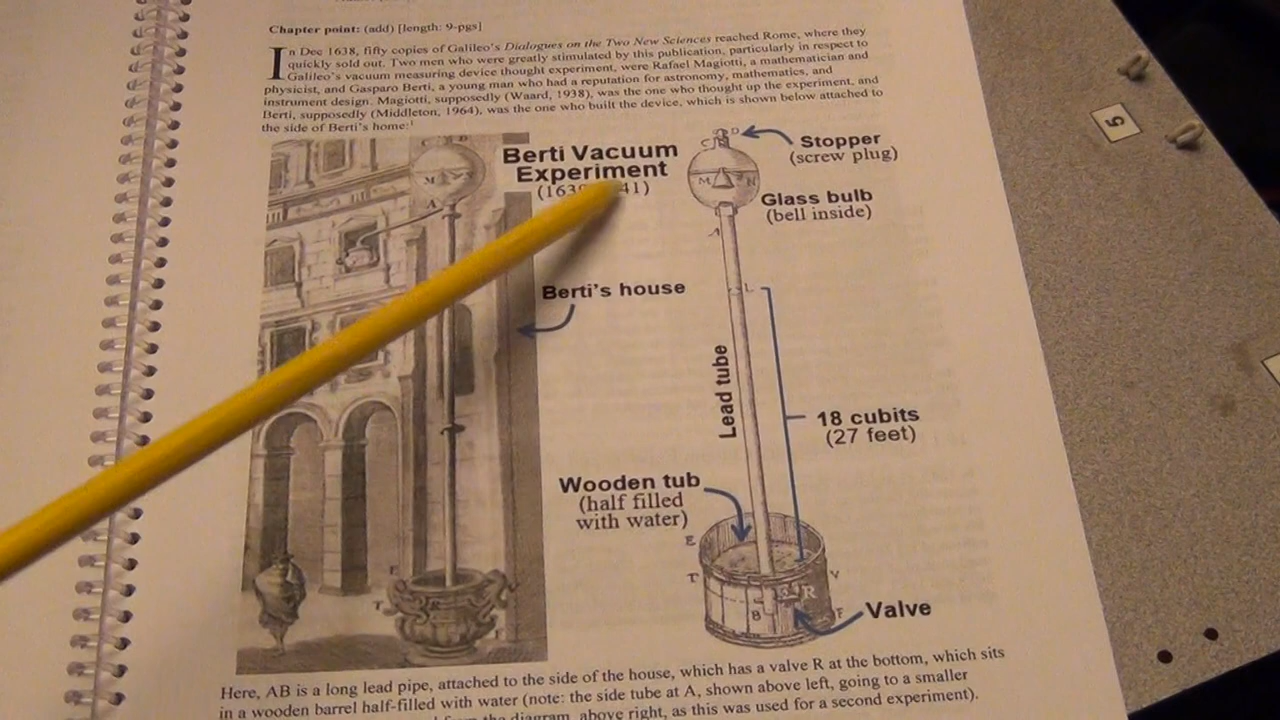 Chapter point: (add) [length: 9-pgs]
In Dec 1638, fifty copies of Galileo's Dialogues on the Two New Sciences reached Rome, where they
quickly sold out. Two men who were greatly stimulated by this publication, particularly in respect to
Galileo's vacuum measuring device thought experiment, were Rafael Magiotti, a mathematician and
physicist, and Gasparo Berti, a young man who had a reputation for astronomy, mathematics, and
instrument design. Magiotti, supposedly (Waard, 1938), was the one who thought up the experiment, and
Berti, supposedly (Middleton, 1964), was the one who built the device, which is shown below attached to
the side of Berti's home:1
Berti Vacuum
Experiment
C D
M
A
Berti's house
E
T
R
F
C D
M N
A
L
Stopper
(screw plug)
Glass bulb
(bell inside)
Lead tube
18 cubits
(27 feet)
Wooden tub
(half filled
with water)
E
T
V
S R
B
F
Valve
Here, AB is a long lead pipe, attached to the side of the house, which has a valve R at the bottom, which sits
in a wooden barrel half-filled with water (note: the side tube at A, shown above left, going to a smaller
the diagram, above right, as this was used for a second experiment).
5